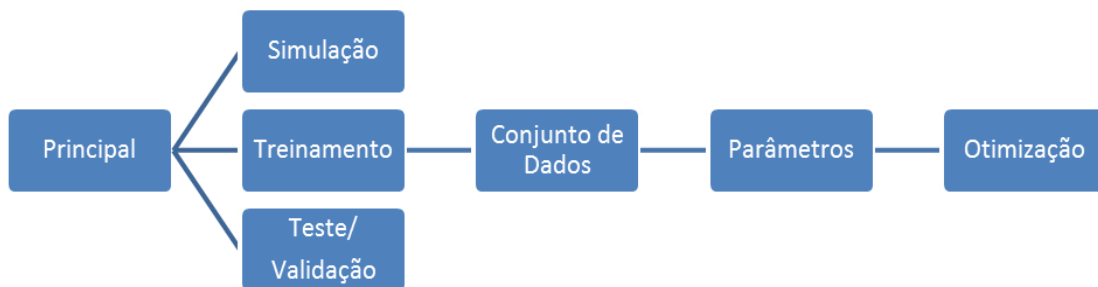 Simulação
Principal
Treinamento
Conjunto de
Dados
Parâmetros
Otimização
Teste/
Validação